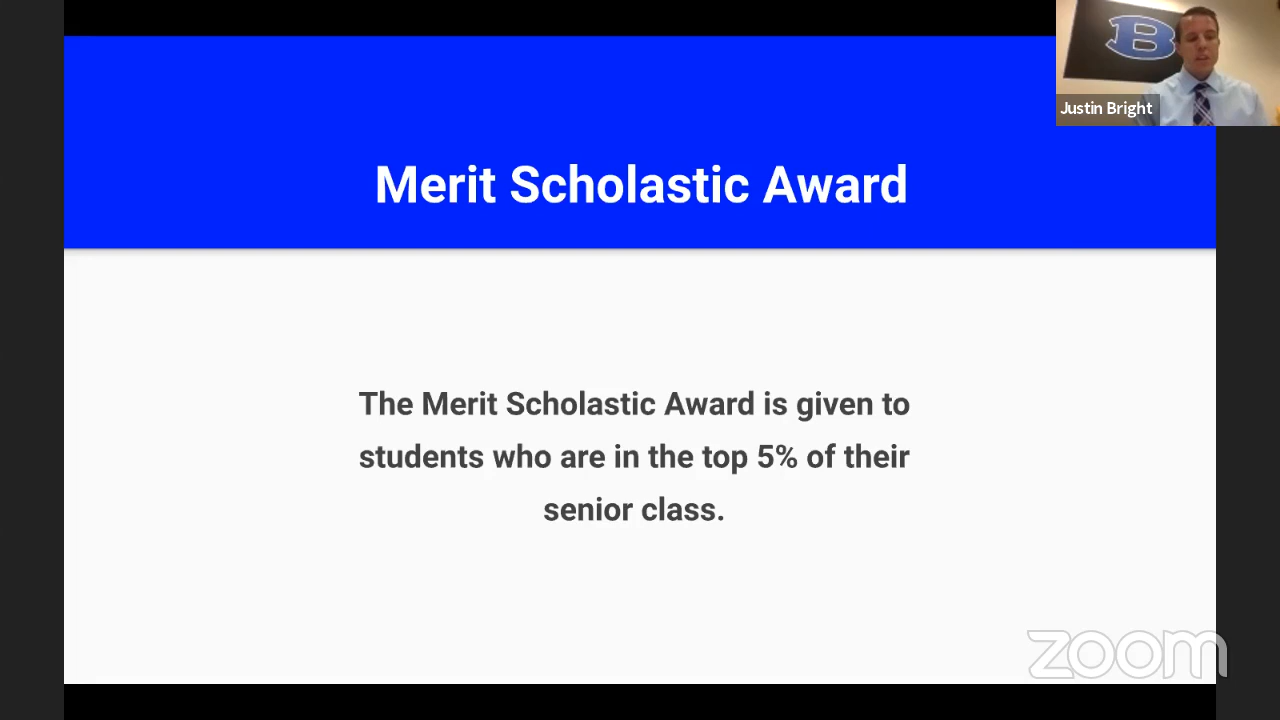 B
Justin Bright
Merit Scholastic Award
The Merit Scholastic Award is given to
students who are in the top 5% of their
senior class.
zoom